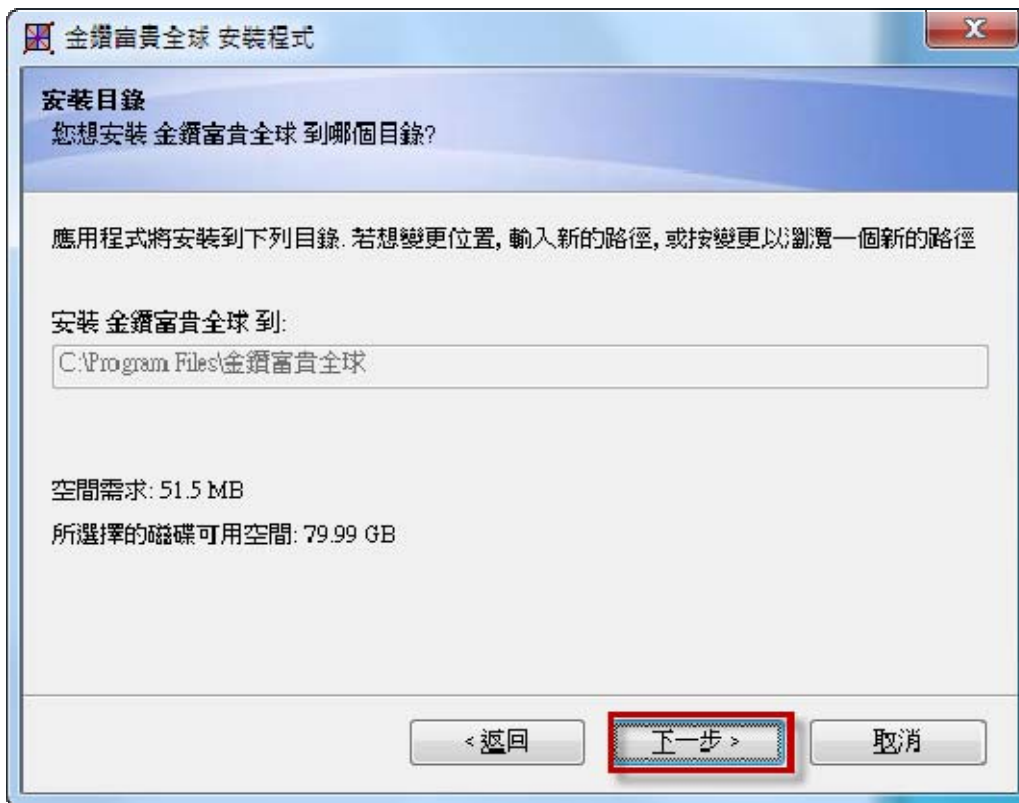 金鑽富貴全球 安裝程式
安裝目錄
您想安裝 金鑽富貴全球 到哪個目錄?
應用程式將安裝到下列目錄. 若想變更位置, 輸入新的路徑, 或按變更以瀏覽一個新的路徑
安裝 金鑽富貴全球 到:
C:\Program Files\金鑽富貴全球
空間需求: 51.5 MB
所選擇的磁碟可用空間: 79.99 GB
<返回 下一步> 取消